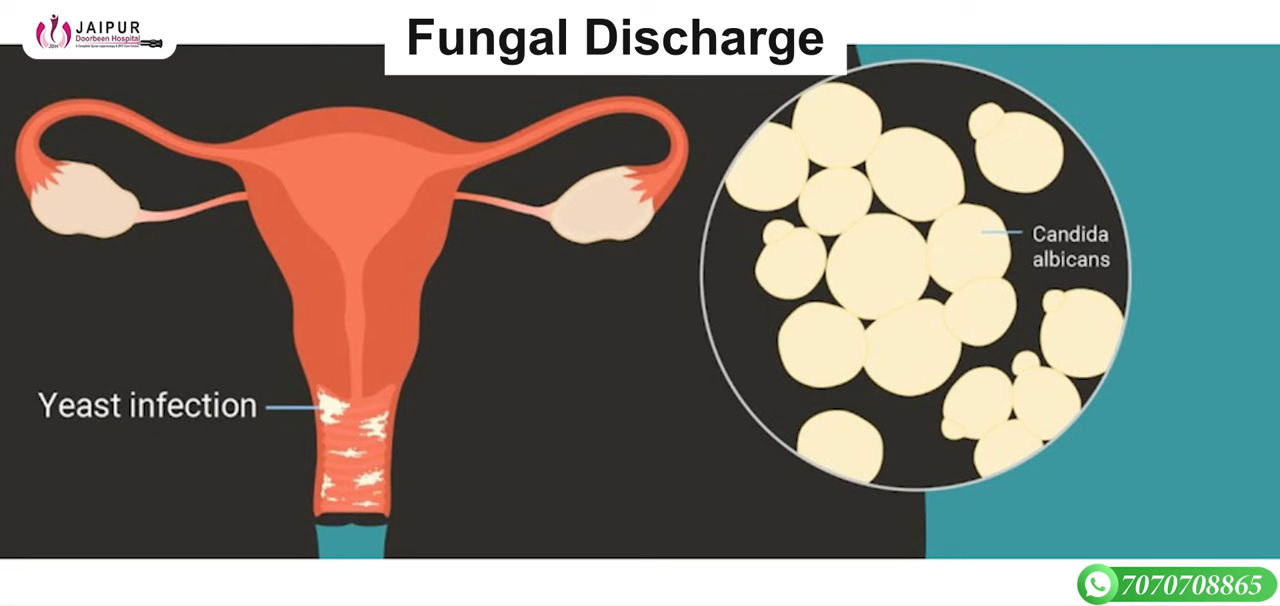 JAIPUR
Doorbeen Hospital
Fungal Discharge
Candida
albicans
Yeast infection
7070708865